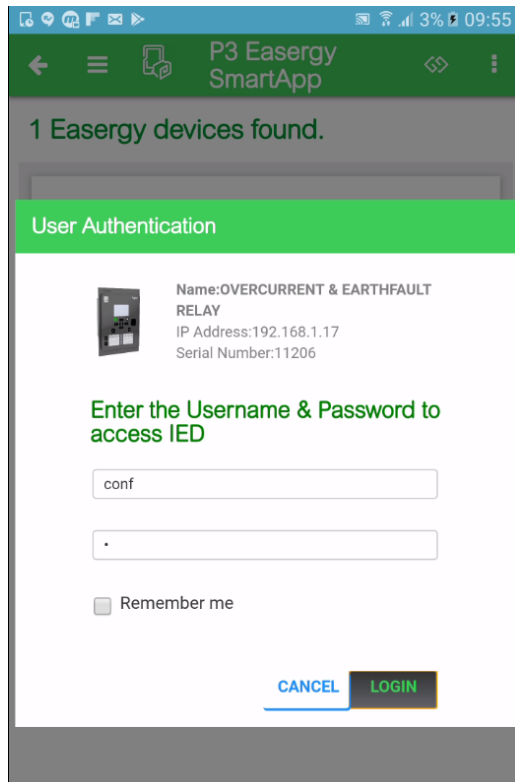 3% 09:55
P3 Easergy
SmartApp
1 Easergy devices found.
User Authentication
Name:OVERCURRENT & EARTHFAULT
RELAY
IP Address:192.168.1.17
Serial Number:11206
Enter the Username & Password to
access IED
conf
•
Remember me
CANCEL LOGIN